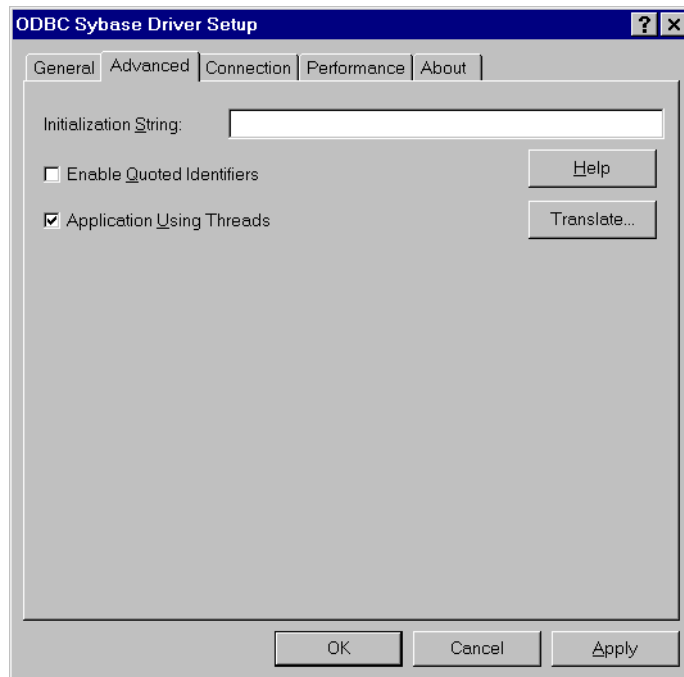 ODBC Sybase Driver Setup
General Advanced Connection Performance About
Initialization String:
Enable Quoted Identifiers Help
Application Using Threads Translate...
OK Cancel Apply